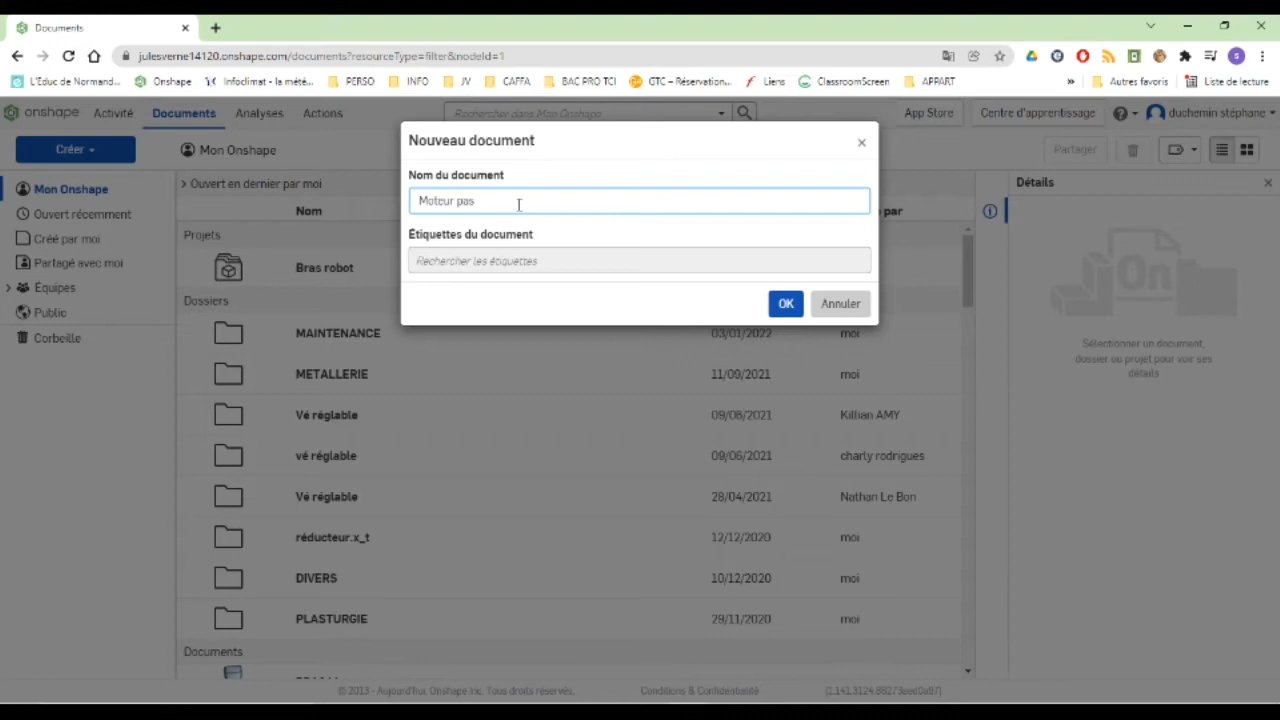 Documents
julesverne14120.onshape.com/documents?resourceType=filter&nodeId=1
L'Educ de Normand... Onshape Infoclimat - la mété... PERSO INFO JV CAFFA BAC PRO TCI GTC – Réservation... Liens ClassroomScreen APPART » Autres favoris Liste de lecture
onshape Activité Documents Analyses Actions Rechercher dans Mon Onshape App Store Centre d'apprentissage duchemin stéphane
Créer Mon Onshape Partager
Nouveau document
Nom du document
Moteur pas
Étiquettes du document
Rechercher les étiquettes
OK Annuler
Mon Onshape
Ouvert récemment
Créé par moi
Partagé avec moi
Équipes
Public
Corbeille
Ouvert en dernier par moi
Nom par
Projets
Bras robot
Dossiers
MAINTENANCE 03/01/2022 moi
METALLERIE 11/09/2021 moi
Vé réglable 09/06/2021 Killian AMY
vé réglable 09/06/2021 charly rodrigues
Vé réglable 28/04/2021 Nathan Le Bon
réducteur.x_t 12/12/2020 moi
DIVERS 10/12/2020 moi
PLASTURGIE 29/11/2020 moi
Documents
Détails
On
Sélectionner un document,
dossier ou projet pour voir ses
détails
© 2013 - Aujourd'hui, Onshape Inc. Tous droits réservés. Conditions & Confidentialité